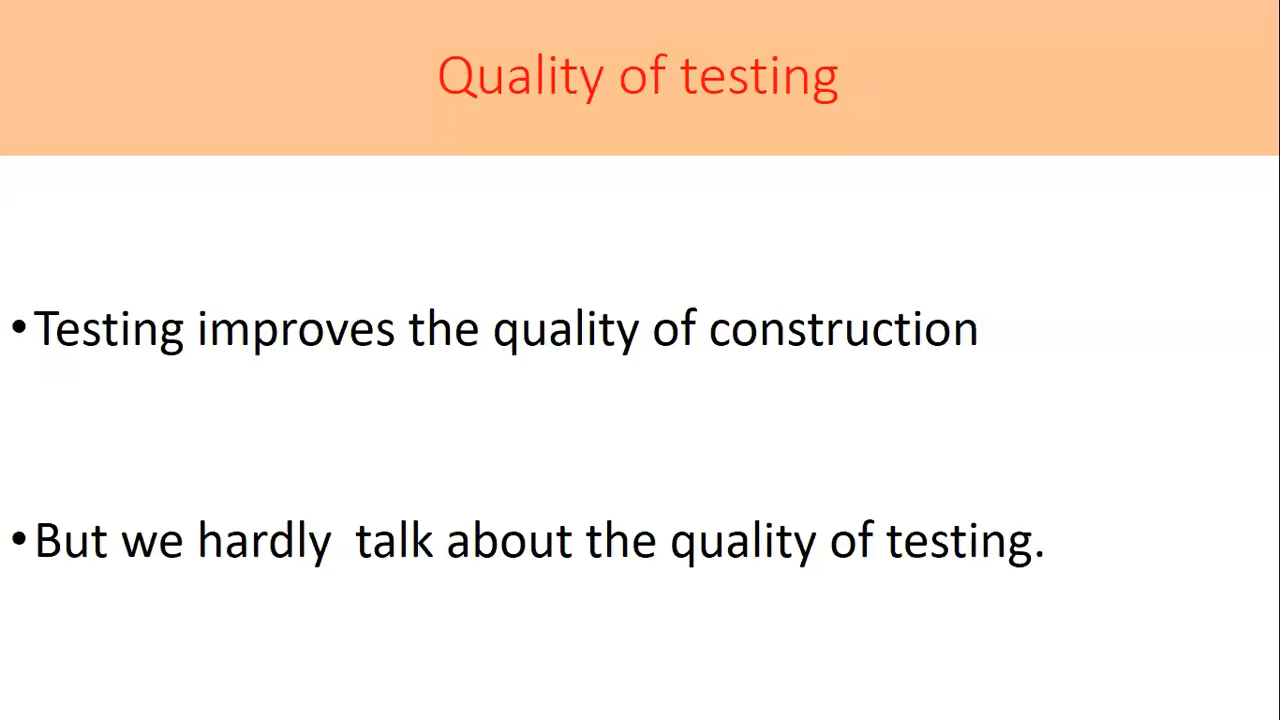 Quality of testing
•Testing improves the quality of construction
•But we hardly  talk about the quality of testing.